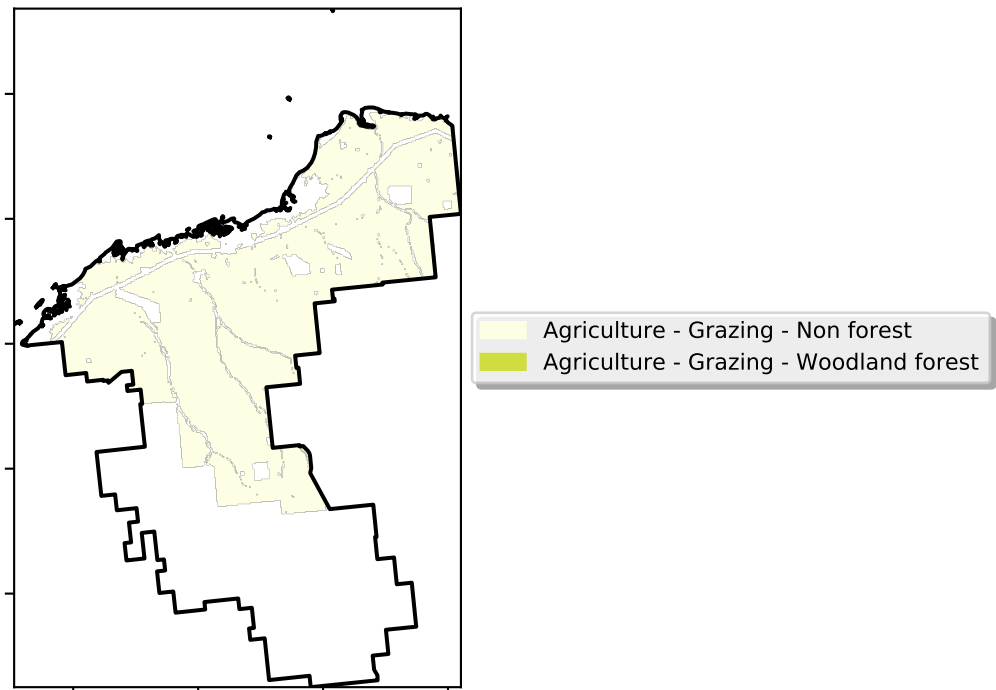 Agriculture - Grazing - Non forest
Agriculture - Grazing - Woodland forest